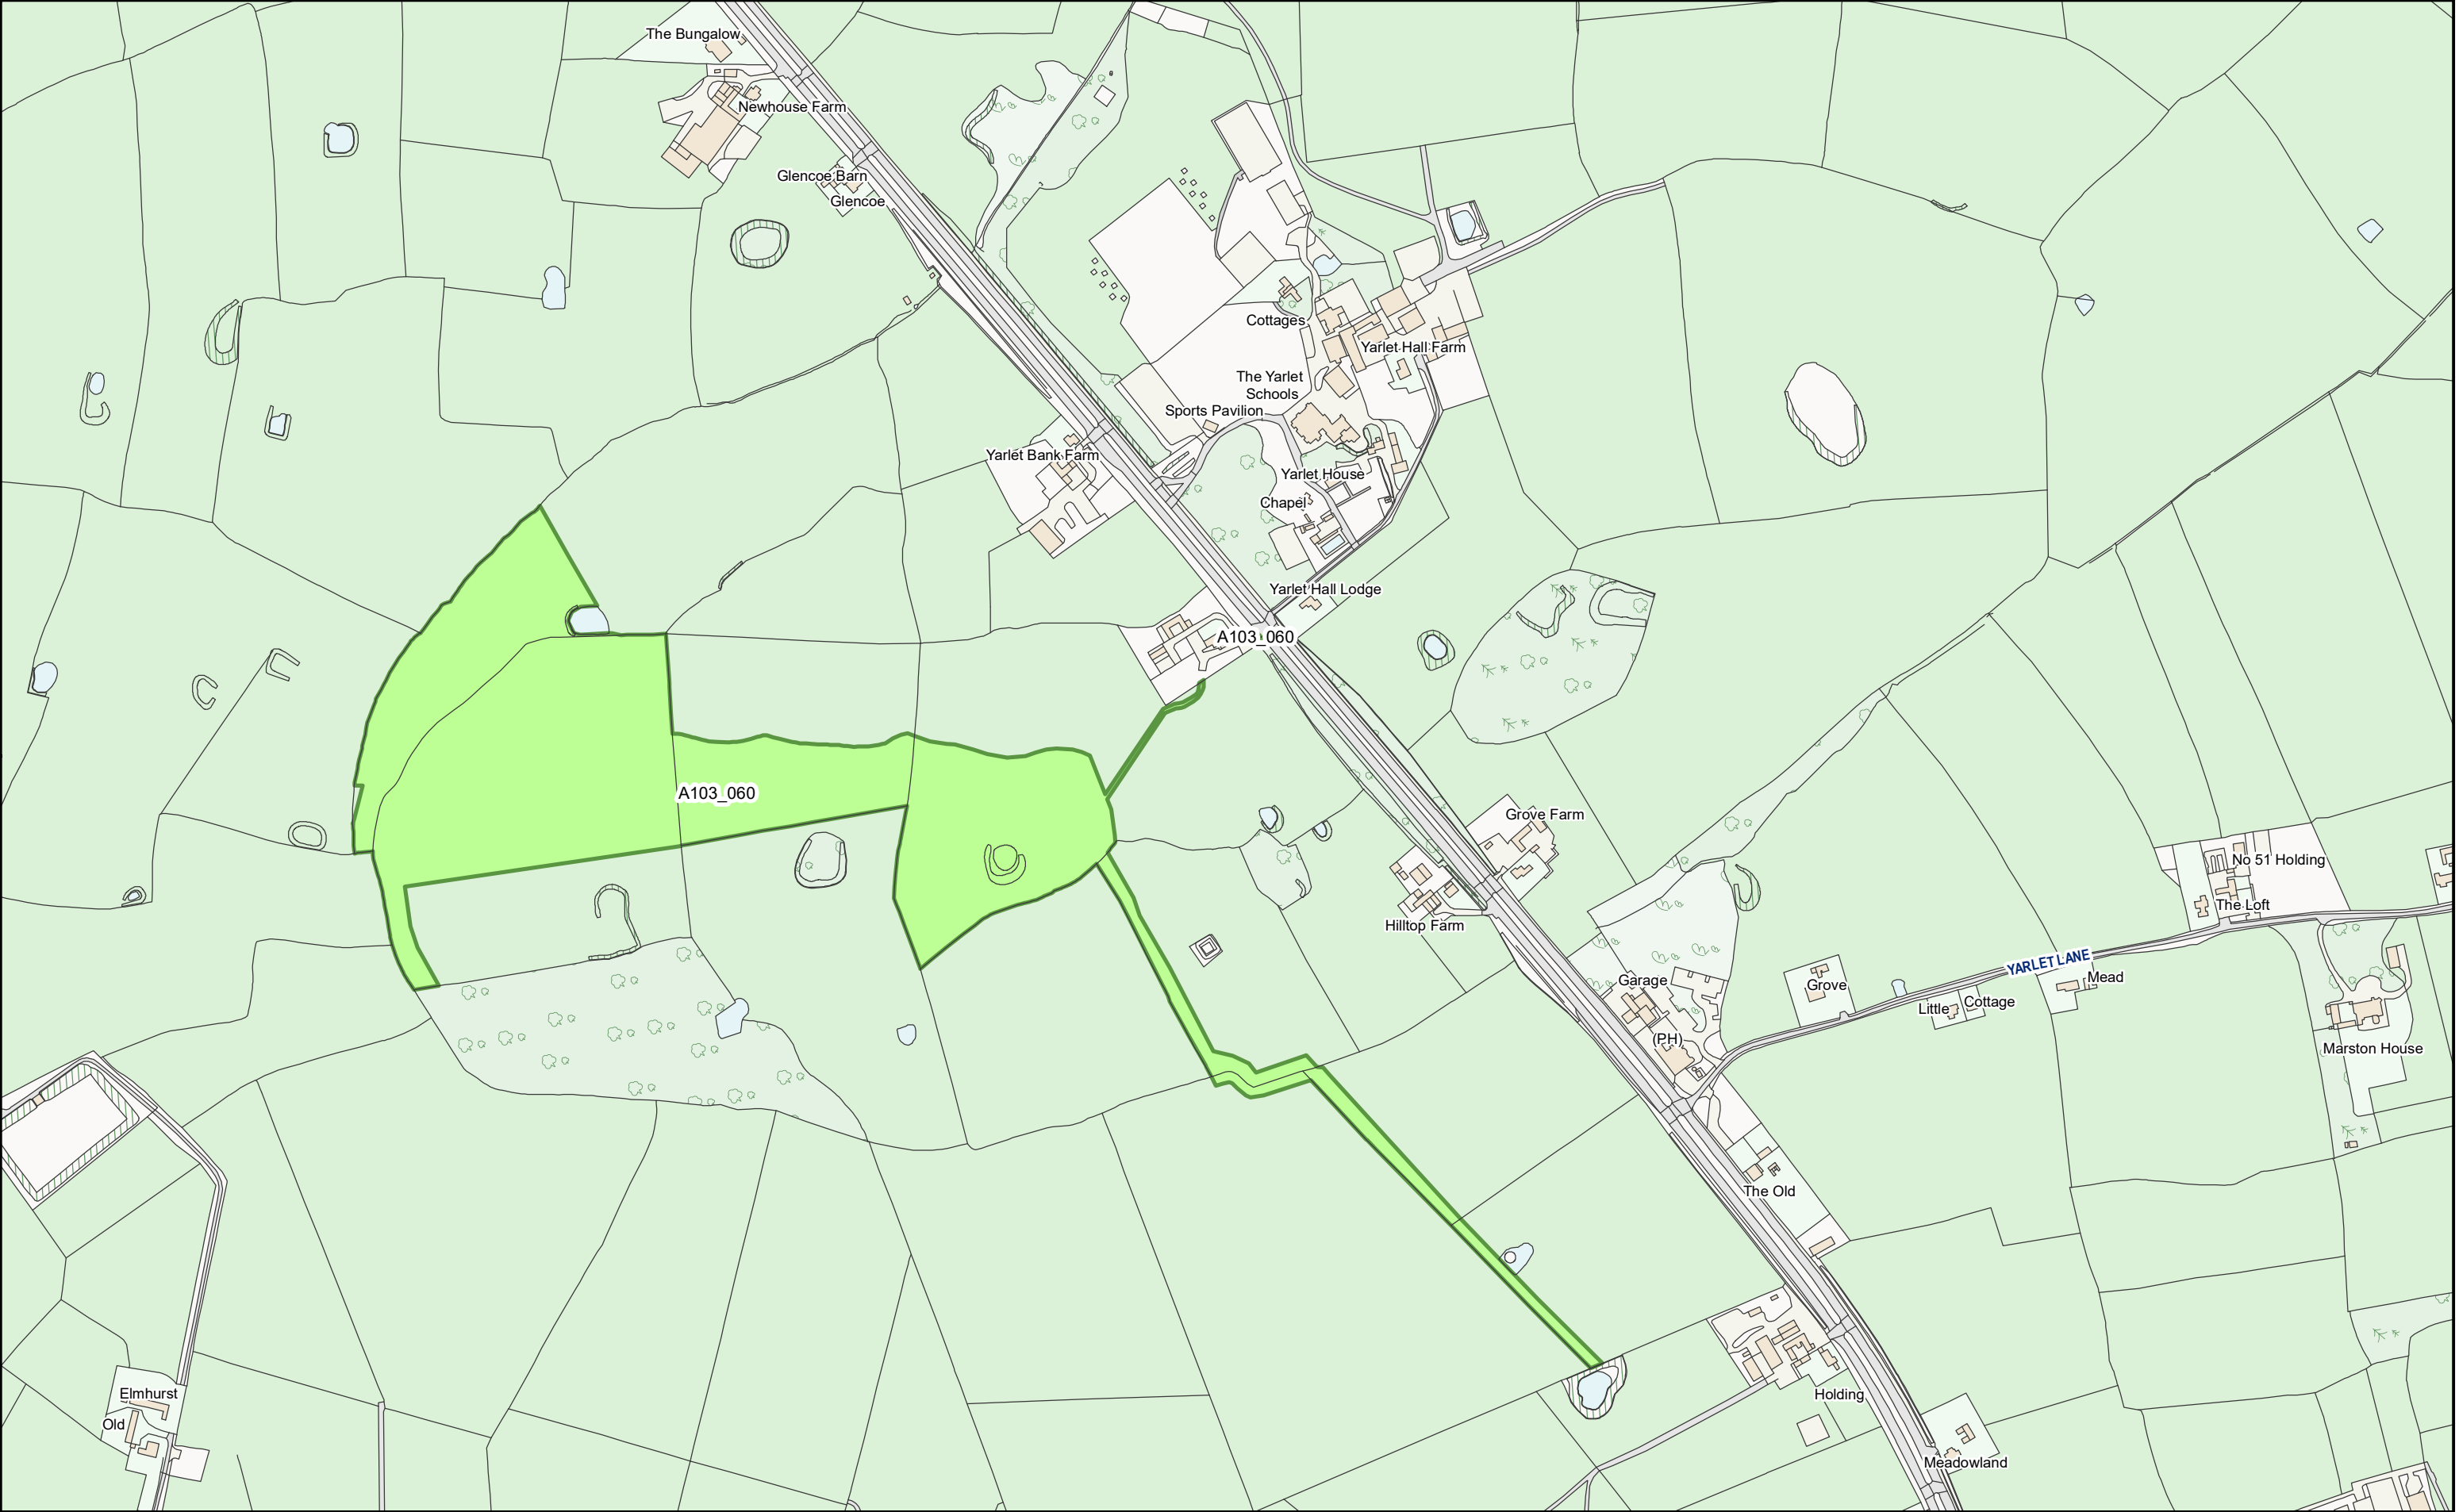 The Bungalow
Newhouse Farm
Glencoe Barn
Glencoe
Cottages
Yarlet Hall Farm
The Yarlet
Schools
Sports Pavilion
Yarlet Bank Farm
Yarlet House
Chapel
Yarlet Hall Lodge
A103_060
A103_060
Grove Farm
No 51 Holding
The Loft
Hilltop Farm
YARLET LANE
Garage
Grove
Mead
Little
Cottage
(PH)
Marston House
The Old
Elmhurst
Holding
Old
Meadowland